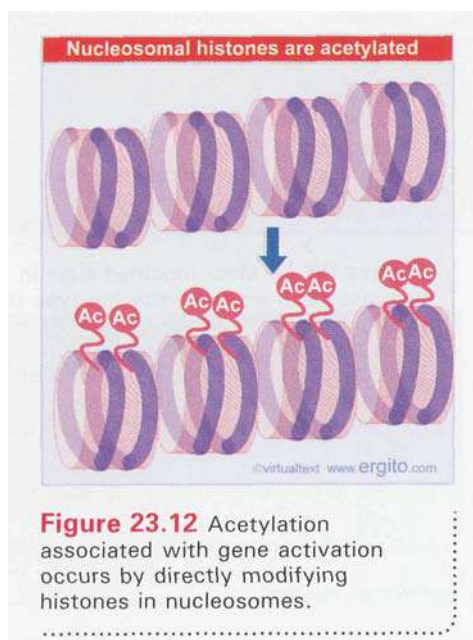 Nucleosomal histones are acetylated
Ac Ac Ac Ac Ac Ac Ac Ac
©virtualtext www.ergito.com
Figure 23.12 Acetylation
associated with gene activation
occurs by directly modifying
histones in nucleosomes.